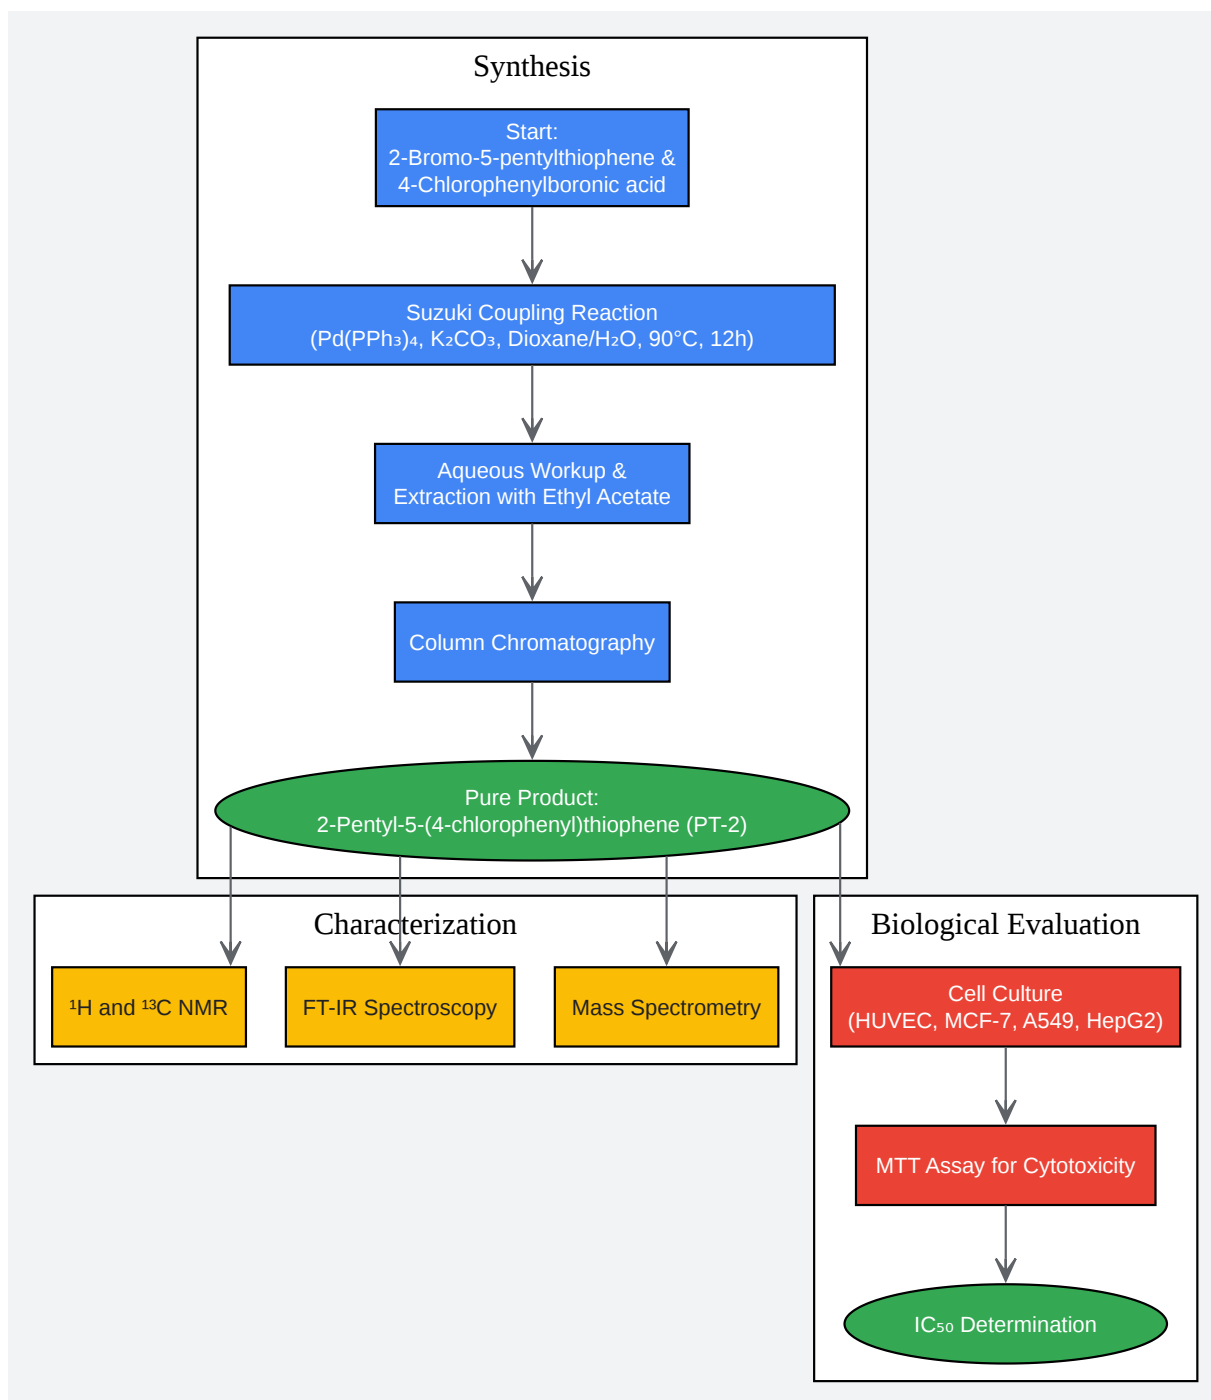 Synthesis
Start:
2-Bromo-5-pentylthiophene &
4-Chlorophenylboronic acid
Suzuki Coupling Reaction
(Pd(PPh₃)₄, K₂CO₃, Dioxane/H₂O, 90°C, 12h)
Aqueous Workup &
Extraction with Ethyl Acetate
Column Chromatography
Pure Product:
2-Pentyl-5-(4-chlorophenyl)thiophene (PT-2)
Characterization
¹H and ¹³C NMR
FT-IR Spectroscopy
Mass Spectrometry
Biological Evaluation
Cell Culture
(HUVEC, MCF-7, A549, HepG2)
MTT Assay for Cytotoxicity
IC₅₀ Determination